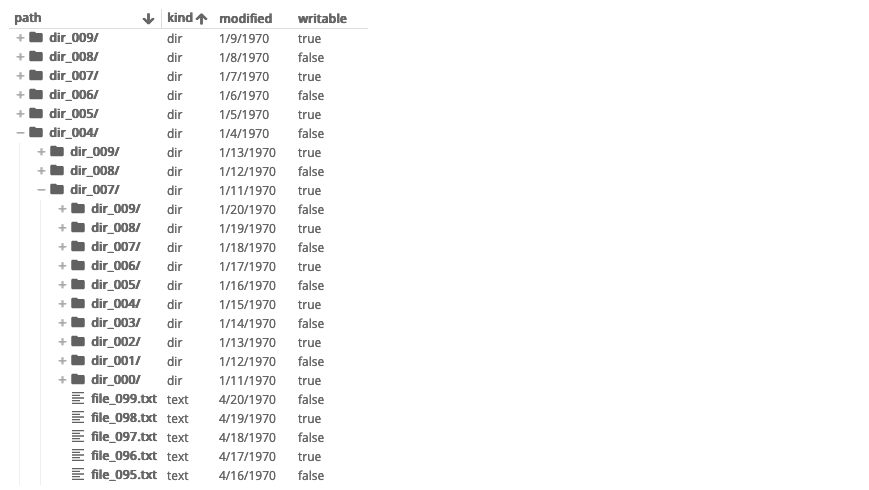 path kind modified writable
dir_009/ dir 1/9/1970 true
dir_008/ dir 1/8/1970 false
dir_007/ dir 1/7/1970 true
dir_006/ dir 1/6/1970 false
dir_005/ dir 1/5/1970 true
dir_004/ dir 1/4/1970 false
dir_009/ dir 1/13/1970 true
dir_008/ dir 1/12/1970 false
dir_007/ dir 1/11/1970 true
dir_009/ dir 1/20/1970 false
dir_008/ dir 1/19/1970 true
dir_007/ dir 1/18/1970 false
dir_006/ dir 1/17/1970 true
dir_005/ dir 1/16/1970 false
dir_004/ dir 1/15/1970 true
dir_003/ dir 1/14/1970 false
dir_002/ dir 1/13/1970 true
dir_001/ dir 1/12/1970 false
dir_000/ dir 1/11/1970 true
file_099.txt text 4/20/1970 false
file_098.txt text 4/19/1970 true
file_097.txt text 4/18/1970 false
file_096.txt text 4/17/1970 true
file_095.txt text 4/16/1970 false